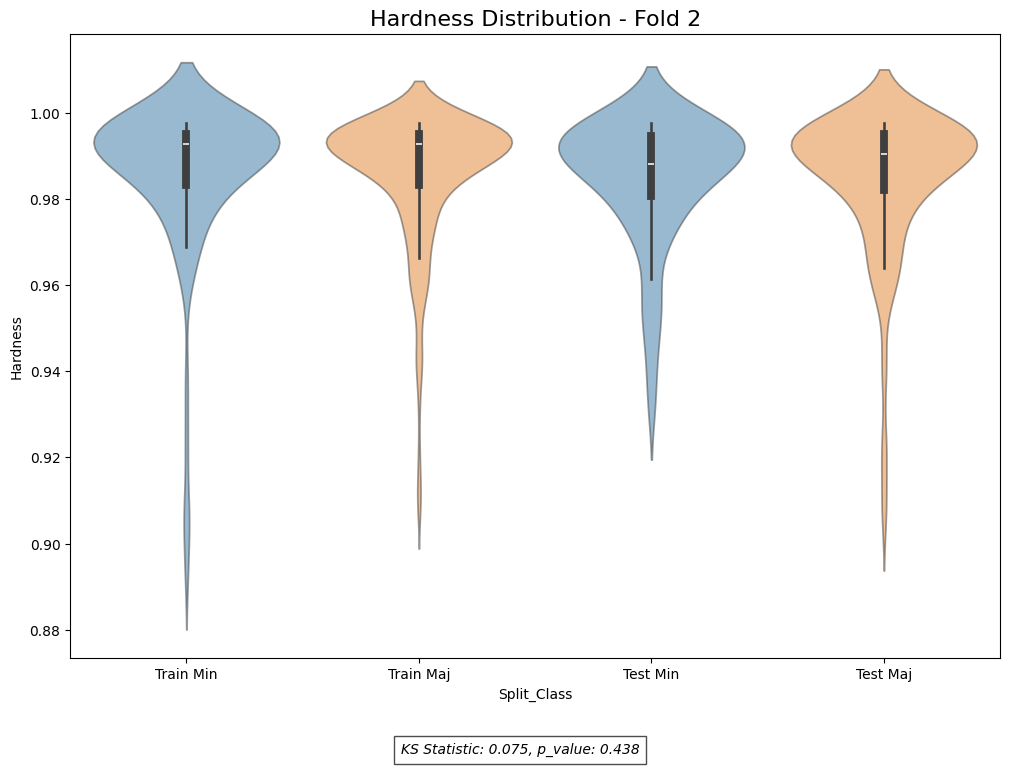 Hardness Distribution - Fold 2
1.00
0.98
0.96
0.94
0.92
0.90
0.88
Hardness
Train Min
Train Maj
Test Min
Test Maj
Split_Class
KS Statistic: 0.075, p_value: 0.438